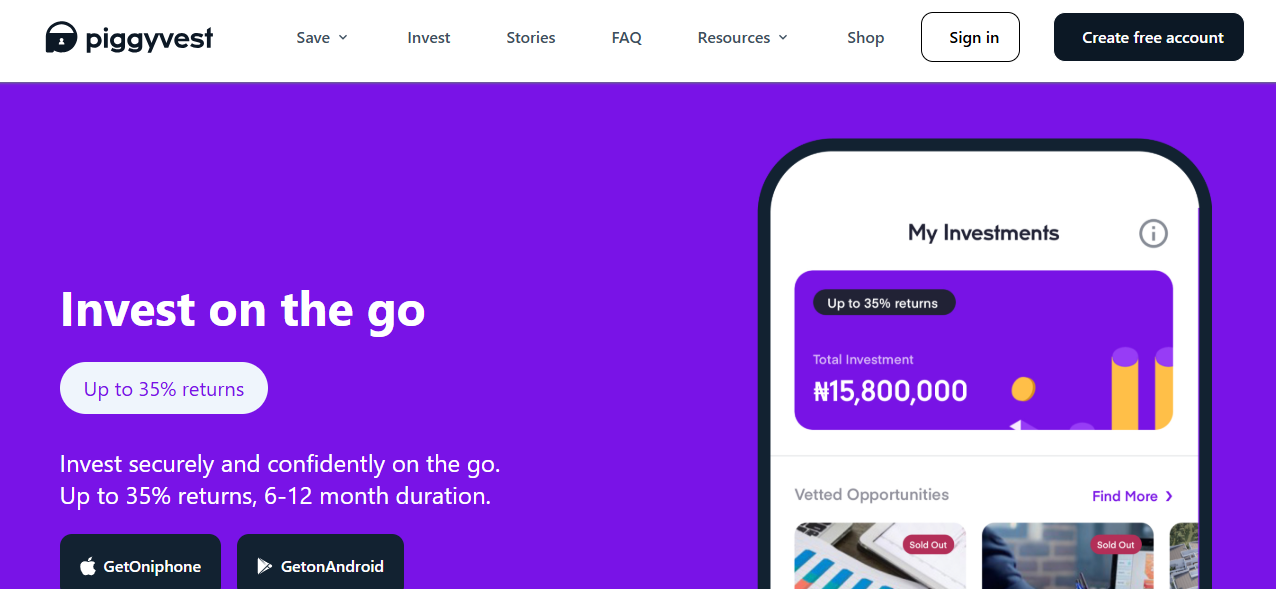 piggyvest
Save
Invest
Stories
FAQ
Resources
Shop
Sign in
Create free account
Invest on the go
Up to 35% returns
Invest securely and confidently on the go.
Up to 35% returns, 6-12 month duration.
GetOniphone
GetonAndroid
My Investments
Up to 35% returns
Total Investment
₦15,800,000
Vetted Opportunities
Find More
Sold Out
Sold Out